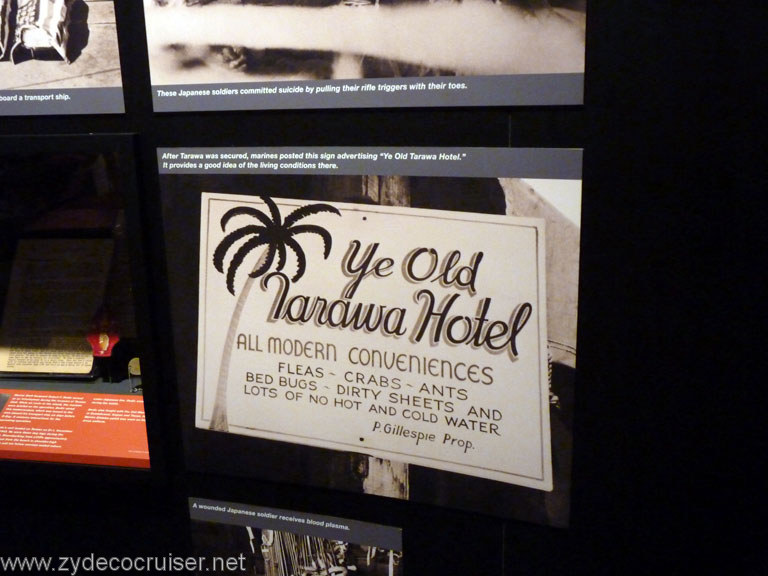 board a transport ship.
These Japanese soldiers committed suicide by pulling their rifle triggers with their toes.
After Tarawa was secured, marines posted this sign advertising “Ye Old Tarawa Hotel.”
It provides a good idea of the living conditions there.
Ye Old
Tarawa Hotel
ALL MODERN CONVENIENCES
FLEAS - CRABS - ANTS
BED BUGS - DIRTY SHEETS AND
LOTS OF NO HOT AND COLD WATER
P. Gillespie Prop.
A wounded Japanese soldier receives blood plasma.
www.zydecocruiser.net